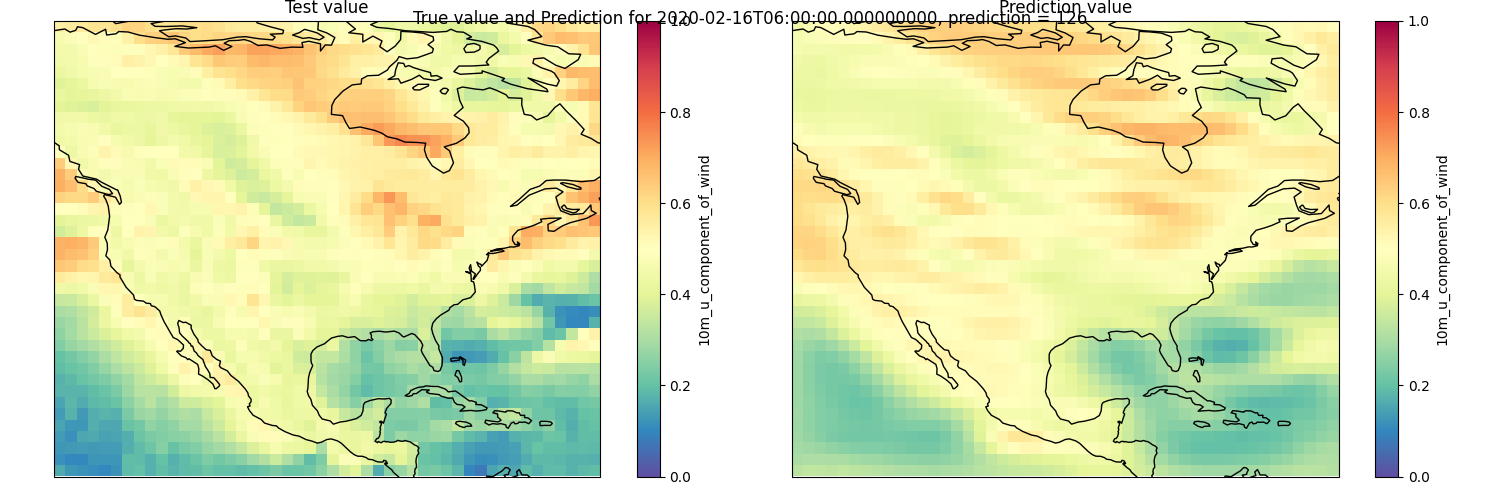 Test value
True value and Prediction for 2020-02-16T06:00:00.000000000, prediction = 126
Prediction value
1.0
0.8
0.6
0.4
0.2
0.0
10m_u_component_of_wind
1.0
0.8
0.6
0.4
0.2
0.0
10m_u_component_of_wind